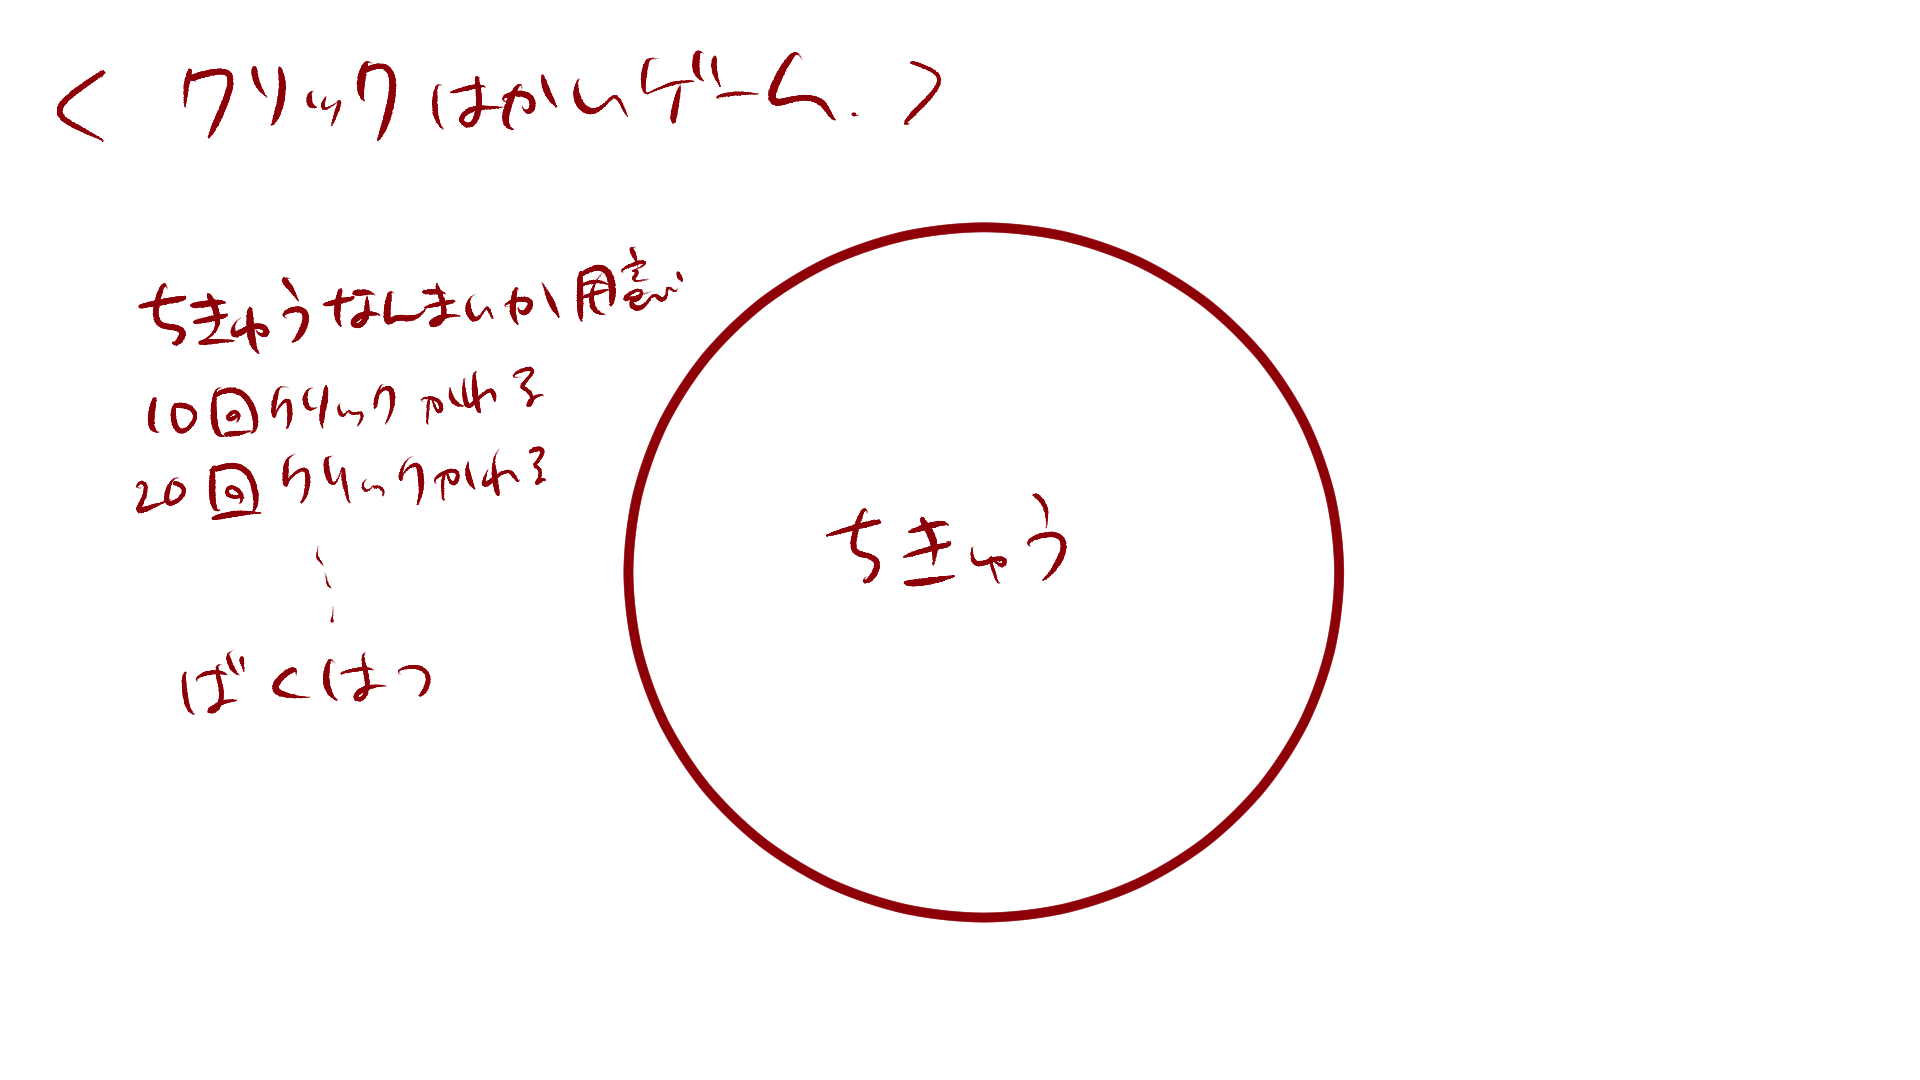 < クリックはかいゲーム. >
ちきゅうなんまいか用意
10回クリックかわる
20回クリックかわる
ばくはつ
ちきゅう